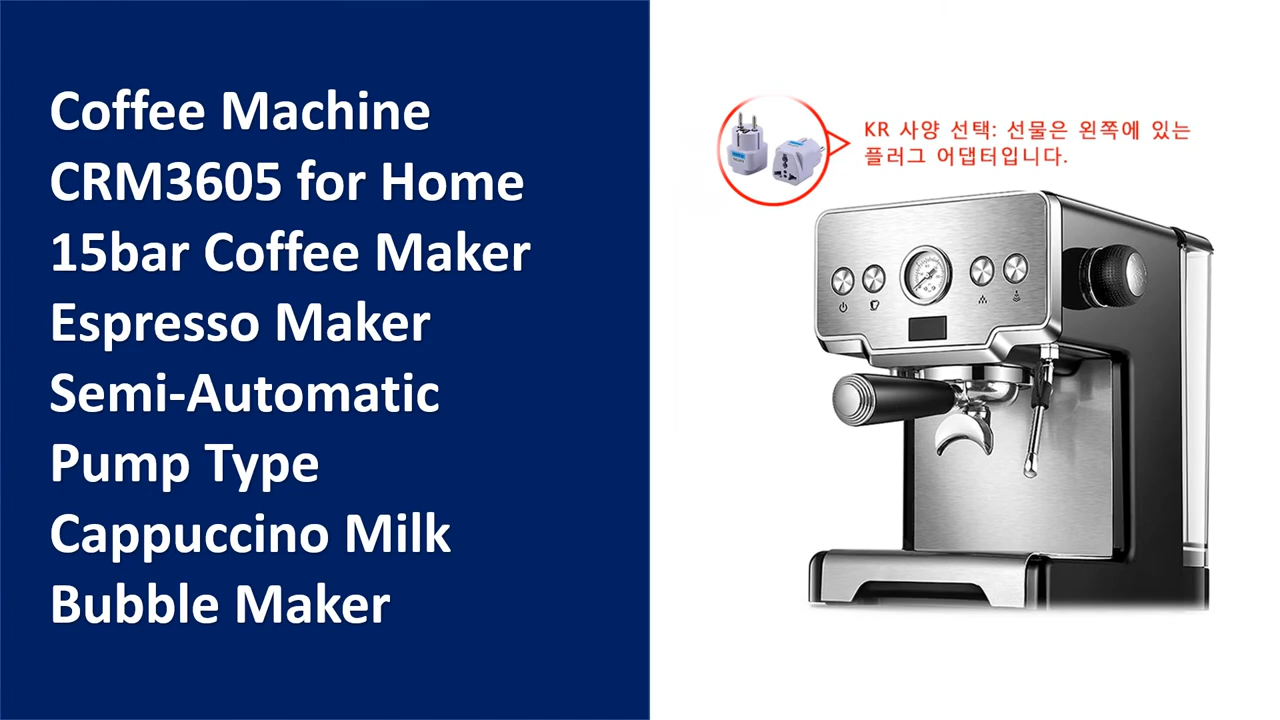 Coffee Machine
CRM3605 for Home
15bar Coffee Maker
Espresso Maker
Semi-Automatic
Pump Type
Cappuccino Milk
Bubble Maker
KR 사양 선택: 선물은 왼쪽에 있는
플러그 어댑터입니다.